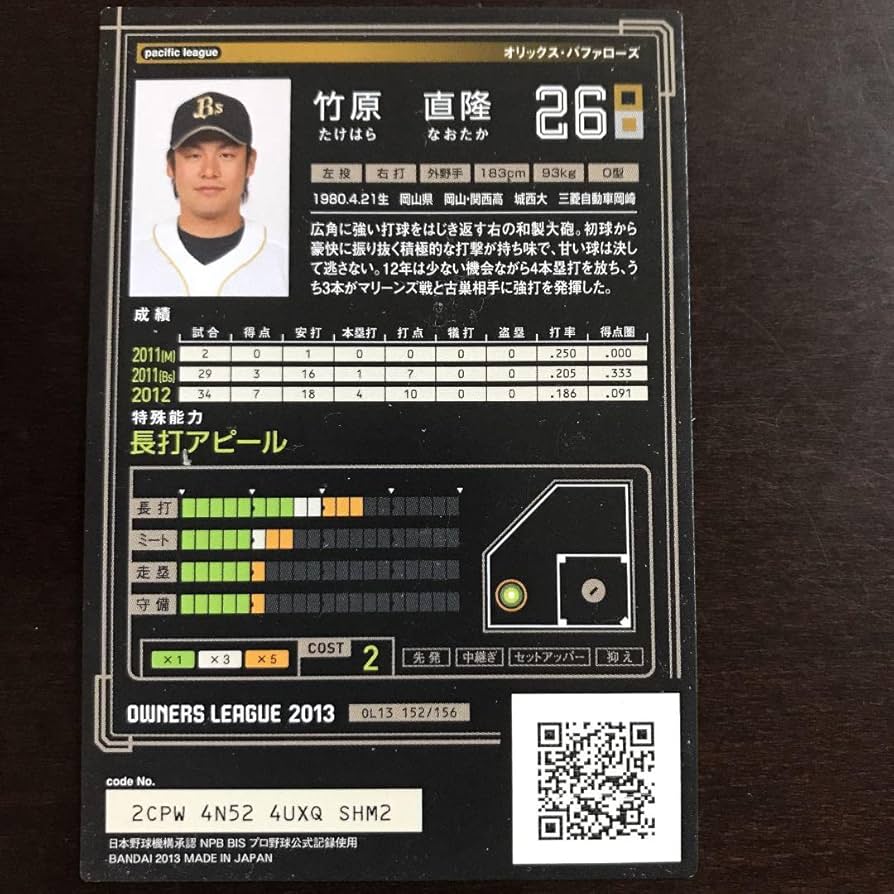 pacific league
オリックス・バファローズ
Bs
竹原 直隆 26
たけはら なおたか
左投 右打 外野手 183cm 93kg O型
1980.4.21生 岡山県 岡山・関西高 城西大 三菱自動車岡崎
広角に強い打球をはじき返す右の和製大砲。初球から
豪快に振り抜く積極的な打撃が持ち味で、甘い球は決し
て逃さない。12年は少ない機会ながら4本塁打を放ち、う
ち3本がマリーンズ戦と古巣相手に強打を発揮した。
成績
試合 得点 安打 本塁打 打点 犠打 盗塁 打率 得点圏
2011(M) 2 0 1 0 0 0 0 .250 .000
2011(Bs) 29 3 16 1 7 0 0 .205 .333
2012 34 7 18 4 10 0 0 .186 .091
特殊能力
長打アピール
長打
ミート
走塁
守備
×1 ×3 ×5 COST 2 先発 中継ぎ セットアッパー 抑え
OWNERS LEAGUE 2013 OL13 152/156
code No.
2CPW 4N52 4UXQ SHM2
日本野球機構承認 NPB BIS プロ野球公式記録使用
BANDAI 2013 MADE IN JAPAN